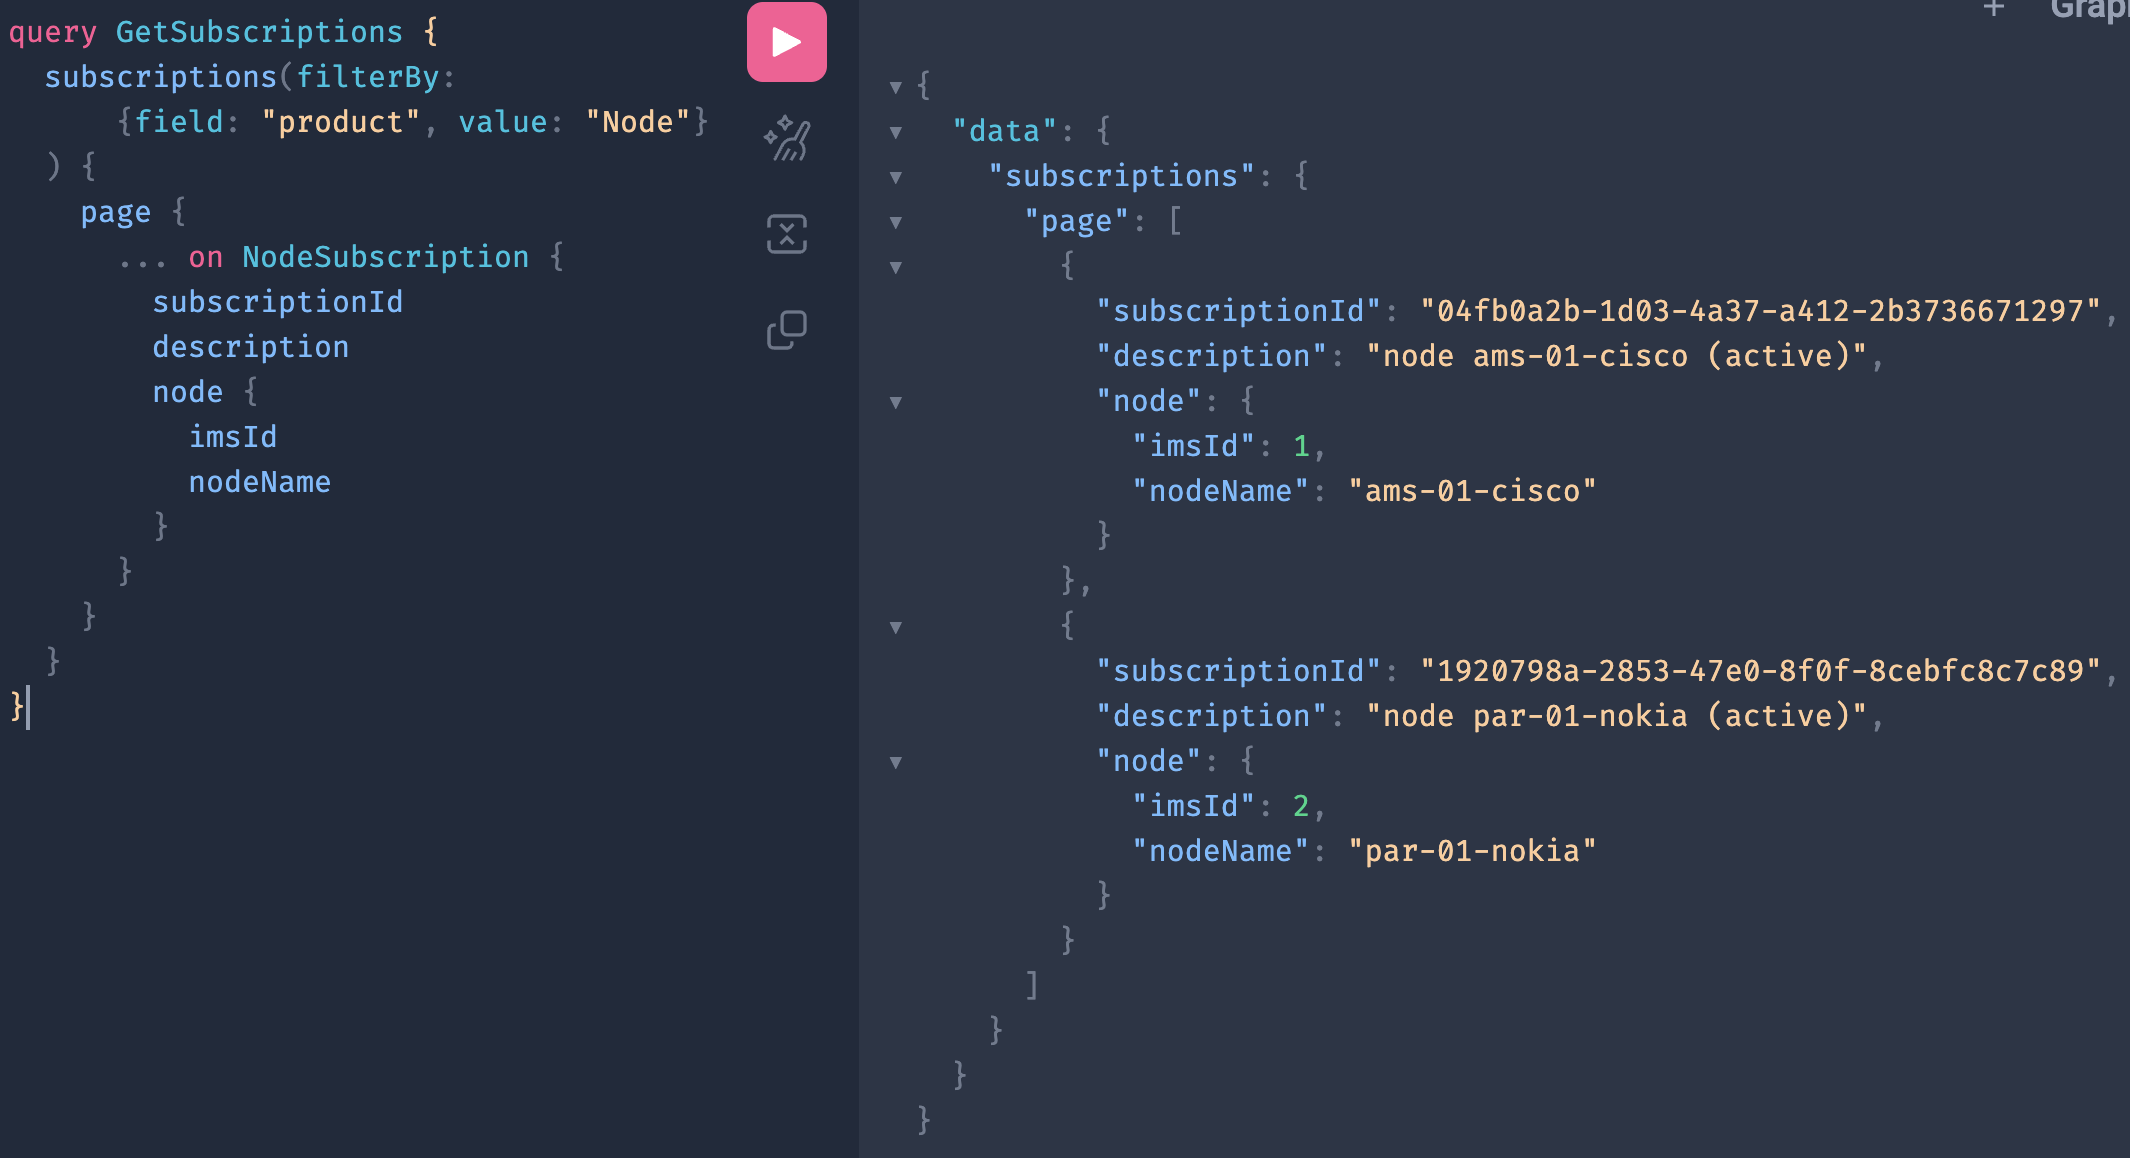 query GetSubscriptions {
  subscriptions(filterBy:
      {field: "product", value: "Node"}
  ) {
    page {
      ... on NodeSubscription {
        subscriptionId
        description
        node {
          imsId
          nodeName
        }
      }
    }
  }
}
+
{
  "data": {
    "subscriptions": {
      "page": [
        {
          "subscriptionId": "04fb0a2b-1d03-4a37-a412-2b3736671297",
          "description": "node ams-01-cisco (active)",
          "node": {
            "imsId": 1,
            "nodeName": "ams-01-cisco"
          }
        },
        {
          "subscriptionId": "1920798a-2853-47e0-8f0f-8cebfc8c7c89",
          "description": "node par-01-nokia (active)",
          "node": {
            "imsId": 2,
            "nodeName": "par-01-nokia"
          }
        }
      ]
    }
  }
}